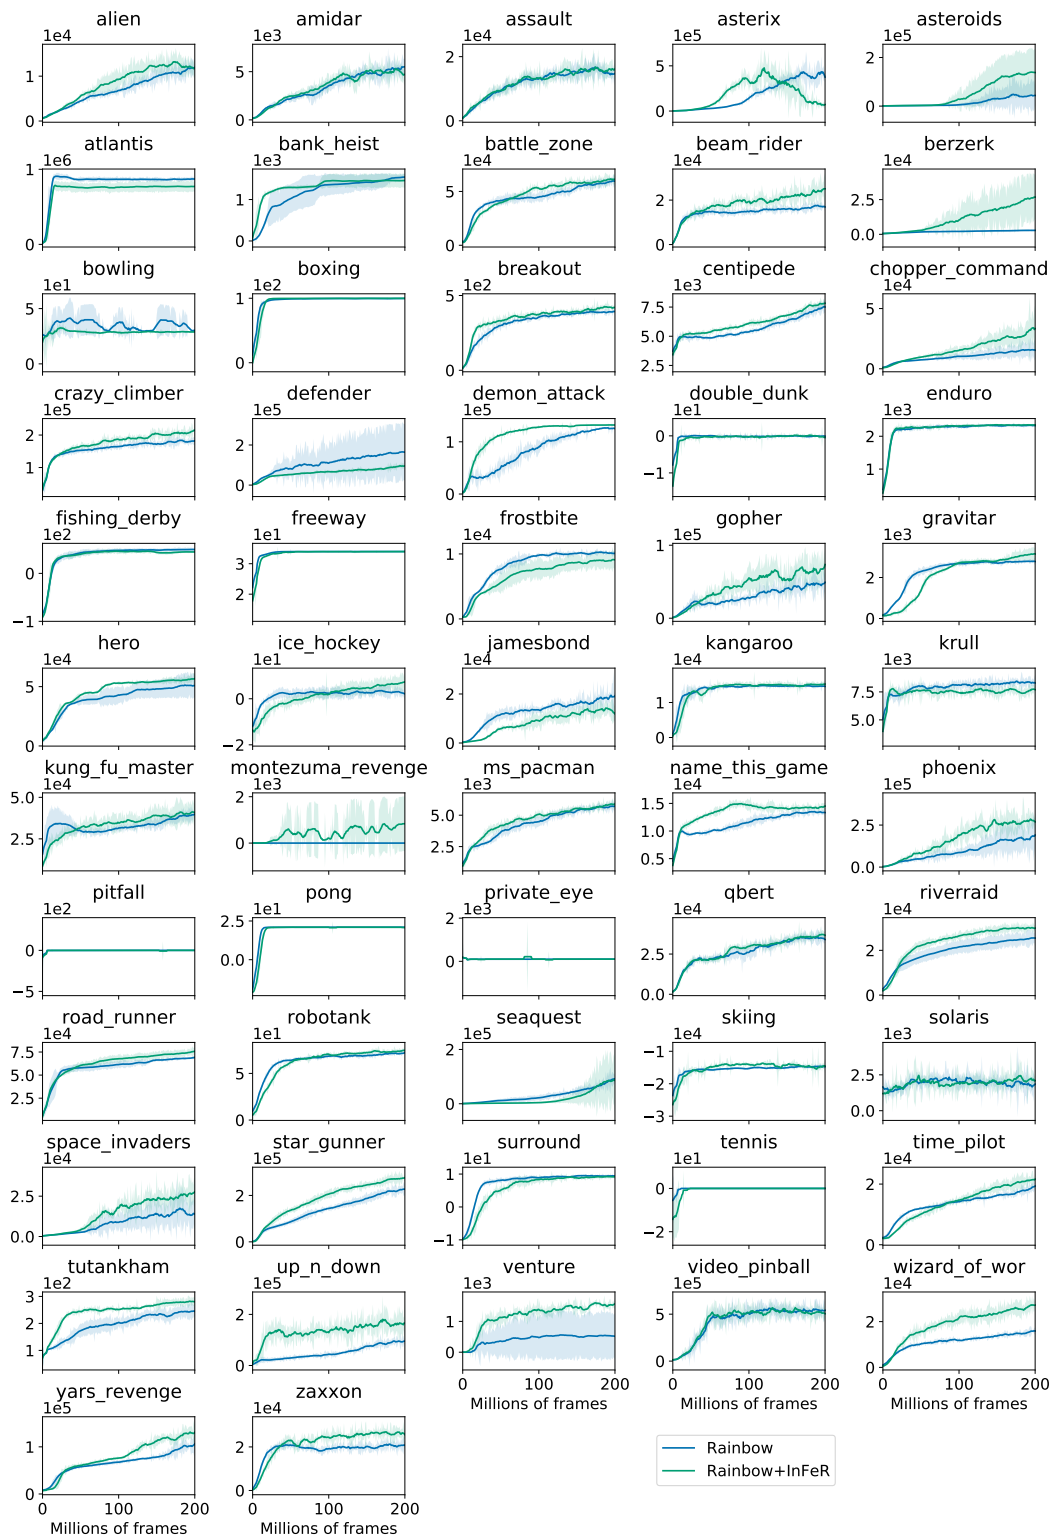 alien amidar assault asterix asteroids
1e4 1e3 1e4 1e5 1e5
1 5 2 5 2
0 0 0 0 0
atlantis bank_heist battle_zone beam_rider berzerk
1e6 1e3 1e4 1e4 1e4
1 1 5 2 2.5
0 0 0 0 0.0
bowling boxing breakout centipede chopper_command
1e1 1e2 1e2 1e3 1e4
5 1 5 7.5 5
0 0 0 5.0 0
2.5
crazy_climber defender demon_attack double_dunk enduro
1e5 1e5 1e5 1e1 1e3
2 2 1 0 2
1 0 0 −1 1
fishing_derby freeway frostbite gopher gravitar
1e2 1e1 1e4 1e5 1e3
0 3 1 1 2
−1 2 0 0 0
hero ice_hockey jamesbond kangaroo krull
1e4 1e1 1e4 1e4 1e3
5 0 2 1 7.5
0 −2 0 0 5.0
kung_fu_master montezuma_revenge ms_pacman name_this_game phoenix
1e4 1e3 1e3 1e4 1e5
5.0 2 5.0 1.5 2.5
2.5 0 2.5 1.0 0.0
0.5
pitfall pong private_eye qbert riverraid
1e2 1e1 1e3 1e4 1e4
0 2.5 2 2.5 2
−5 0.0 0 0.0 0
road_runner robotank seaquest skiing solaris
1e4 1e1 1e5 1e4 1e3
7.5 5 2 −1 2.5
5.0 0 0 −2 0.0
2.5 −3
space_invaders star_gunner surround tennis time_pilot
1e4 1e5 1e1 1e1 1e4
2.5 2 1 0 2
0.0 0 0 −2 0
−1
tutankham up_n_down venture video_pinball wizard_of_wor
1e2 1e5 1e3 1e5 1e4
3 2 1 5 2
2 0 0 0 0
1
0 100 200 0 100 200 0 100 200
Millions of frames Millions of frames Millions of frames
yars_revenge zaxxon
1e5 1e4
1 2
0 0
0 100 200 0 100 200
Millions of frames Millions of frames
Rainbow
Rainbow+InFeR